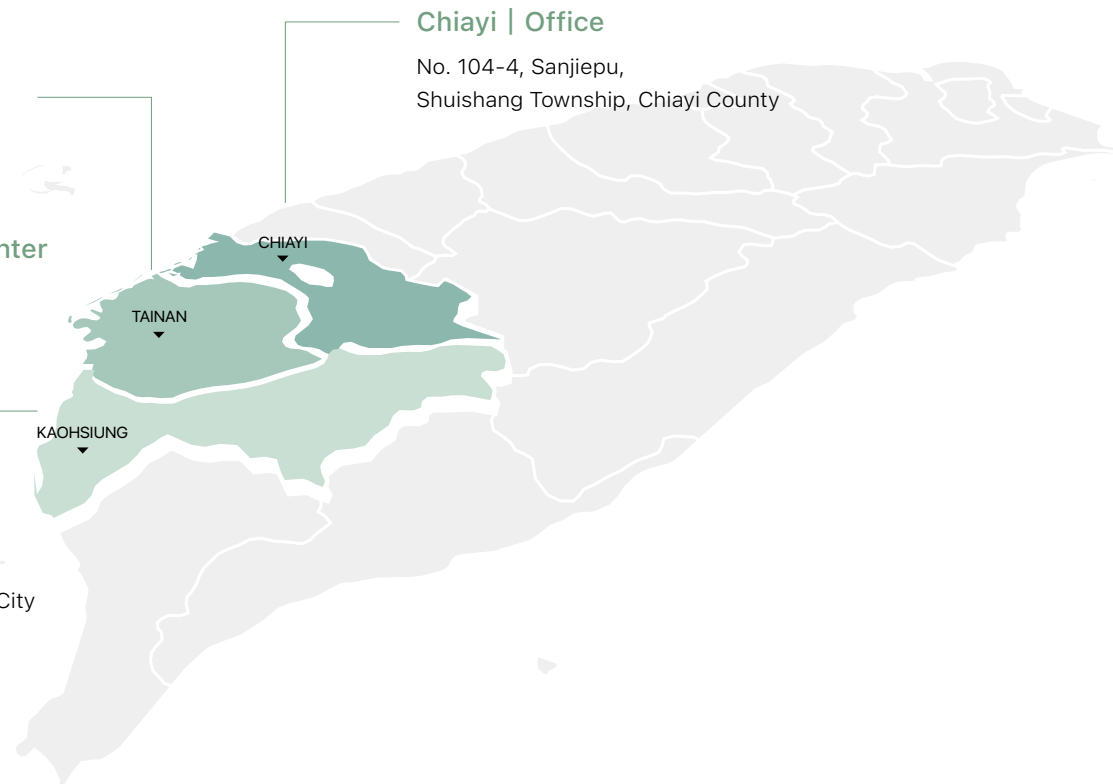 Chiayi | Office
No. 104-4, Sanjiepu,
Shuishang Township, Chiayi County
nter
CHIAYI
TAINAN
KAOHSIUNG
City